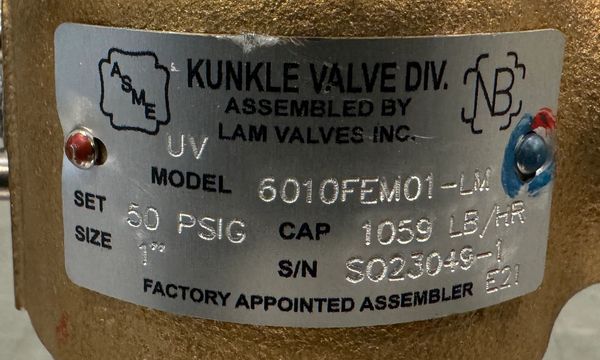 ASME
KUNKLE VALVE DIV.
NB
ASSEMBLED BY
LAM VALVES INC.
UV
MODEL 6010FEM01-LM
SET 50 PSIG CAP 1059 LB/HR
SIZE 1" S/N SO23049-1
E21
FACTORY APPOINTED ASSEMBLER